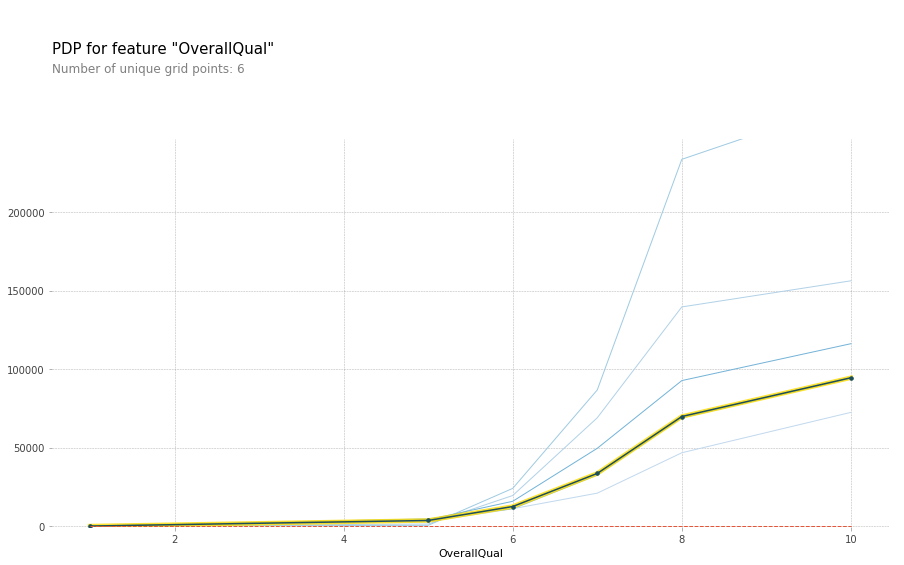 PDP for feature "OverallQual"
Number of unique grid points: 6
200000
150000
100000
50000
0
2 4 6 8 10
OverallQual